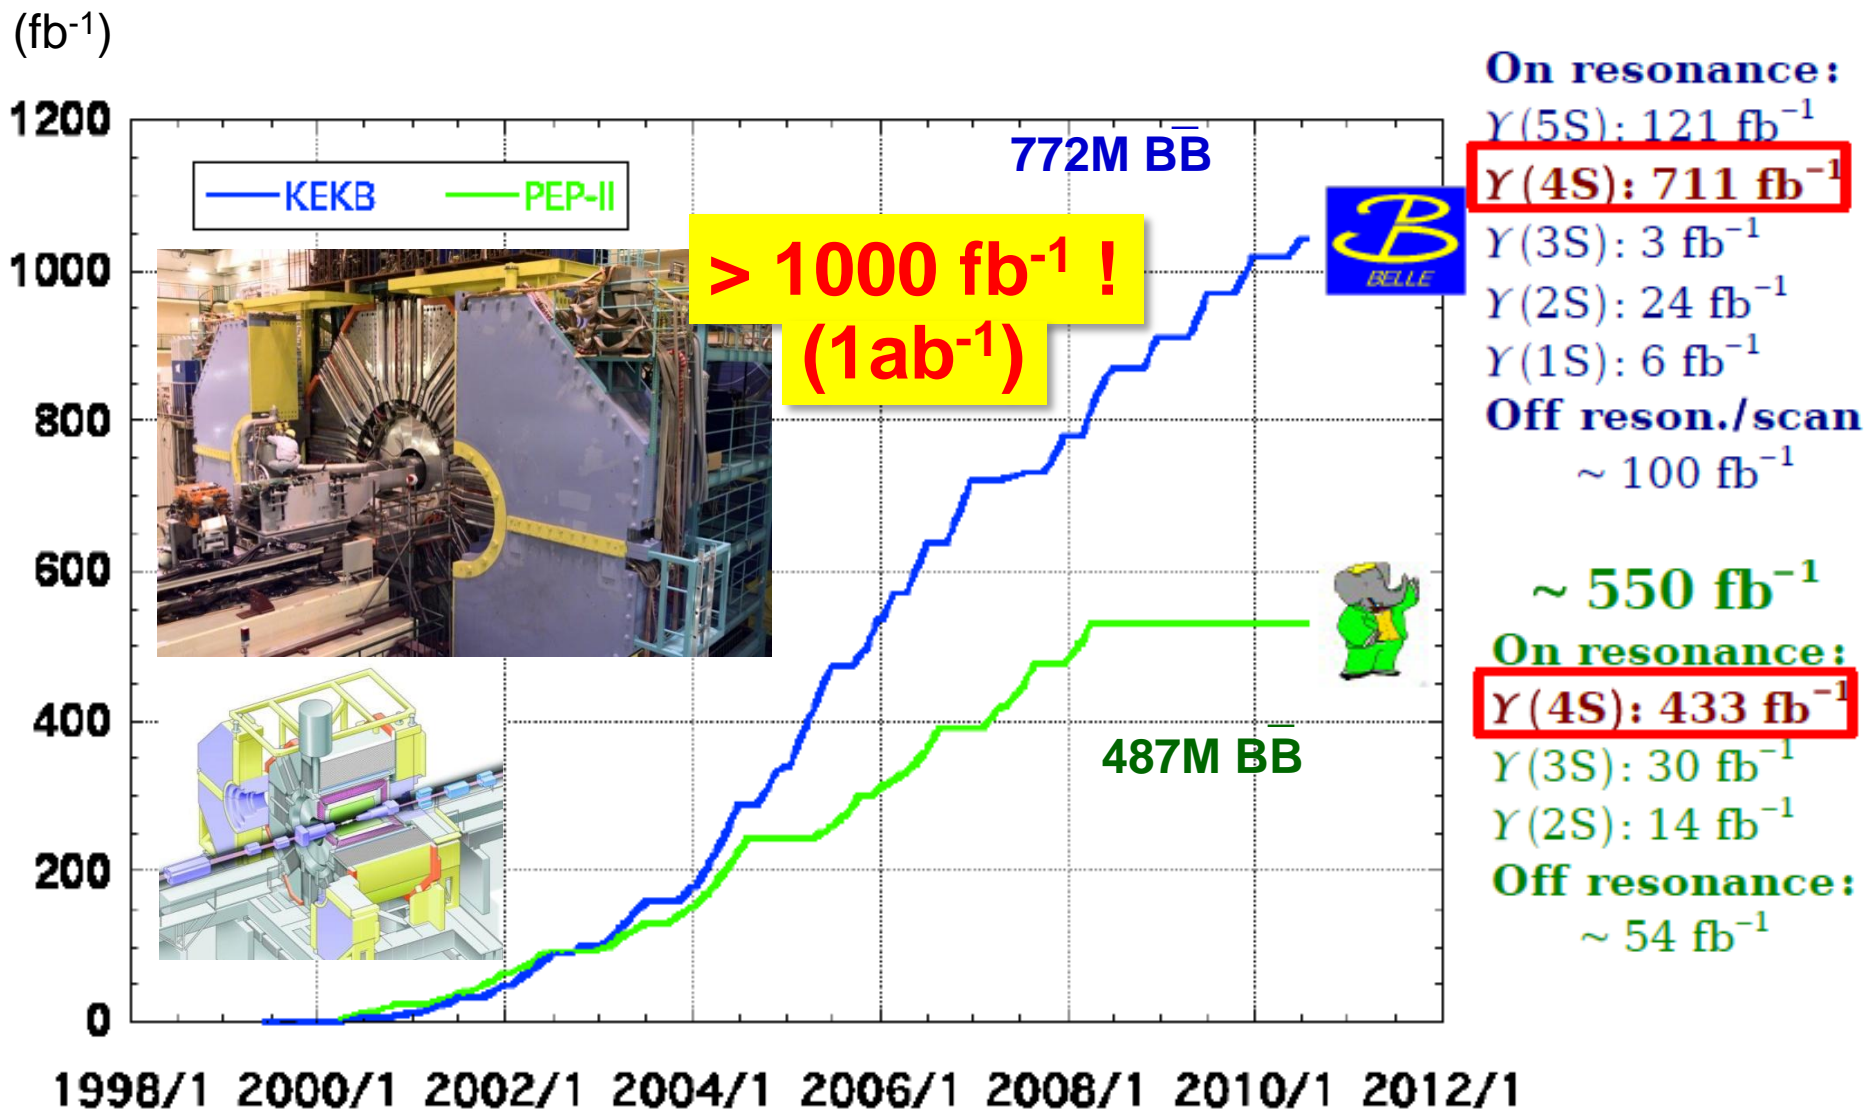 (fb⁻¹)
1200
1000
800
600
400
200
0
1998/1 2000/1 2002/1 2004/1 2006/1 2008/1 2010/1 2012/1
KEKB PEP-II
> 1000 fb⁻¹ !
(1ab⁻¹)
772M BB̅
487M BB̅
B
BELLE
On resonance:
ϒ(5S): 121 fb⁻¹
ϒ(4S): 711 fb⁻¹
ϒ(3S): 3 fb⁻¹
ϒ(2S): 24 fb⁻¹
ϒ(1S): 6 fb⁻¹
Off reson./scan
~ 100 fb⁻¹
~ 550 fb⁻¹
On resonance:
ϒ(4S): 433 fb⁻¹
ϒ(3S): 30 fb⁻¹
ϒ(2S): 14 fb⁻¹
Off resonance:
~ 54 fb⁻¹